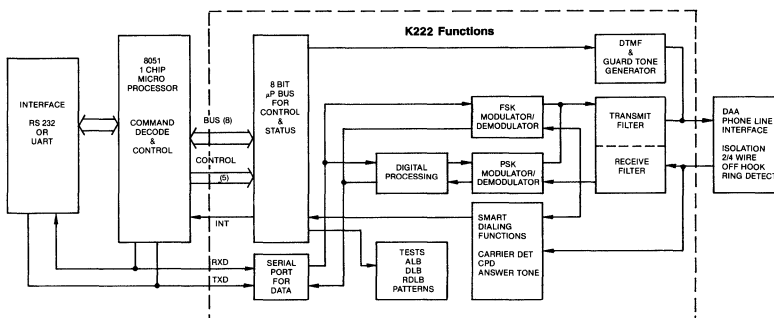 K222 Functions
INTERFACE
RS 232
OR
UART
8051
1 CHIP
MICRO
PROCESSOR
COMMAND
DECODE
&
CONTROL
BUS (8)
CONTROL
(5)
INT
RXD
TXD
8 BIT
µP BUS
FOR
CONTROL
&
STATUS
SERIAL
PORT
FOR
DATA
DIGITAL
PROCESSING
TESTS
ALB
DLB
RDLB
PATTERNS
FSK
MODULATOR/
DEMODULATOR
PSK
MODULATOR/
DEMODULATOR
SMART
DIALING
FUNCTIONS
CARRIER DET
CPD
ANSWER TONE
DTMF
&
GUARD TONE
GENERATOR
TRANSMIT
FILTER
RECEIVE
FILTER
DAA
PHONE LINE
INTERFACE
ISOLATION
2/4 WIRE
OFF HOOK
RING DETECT